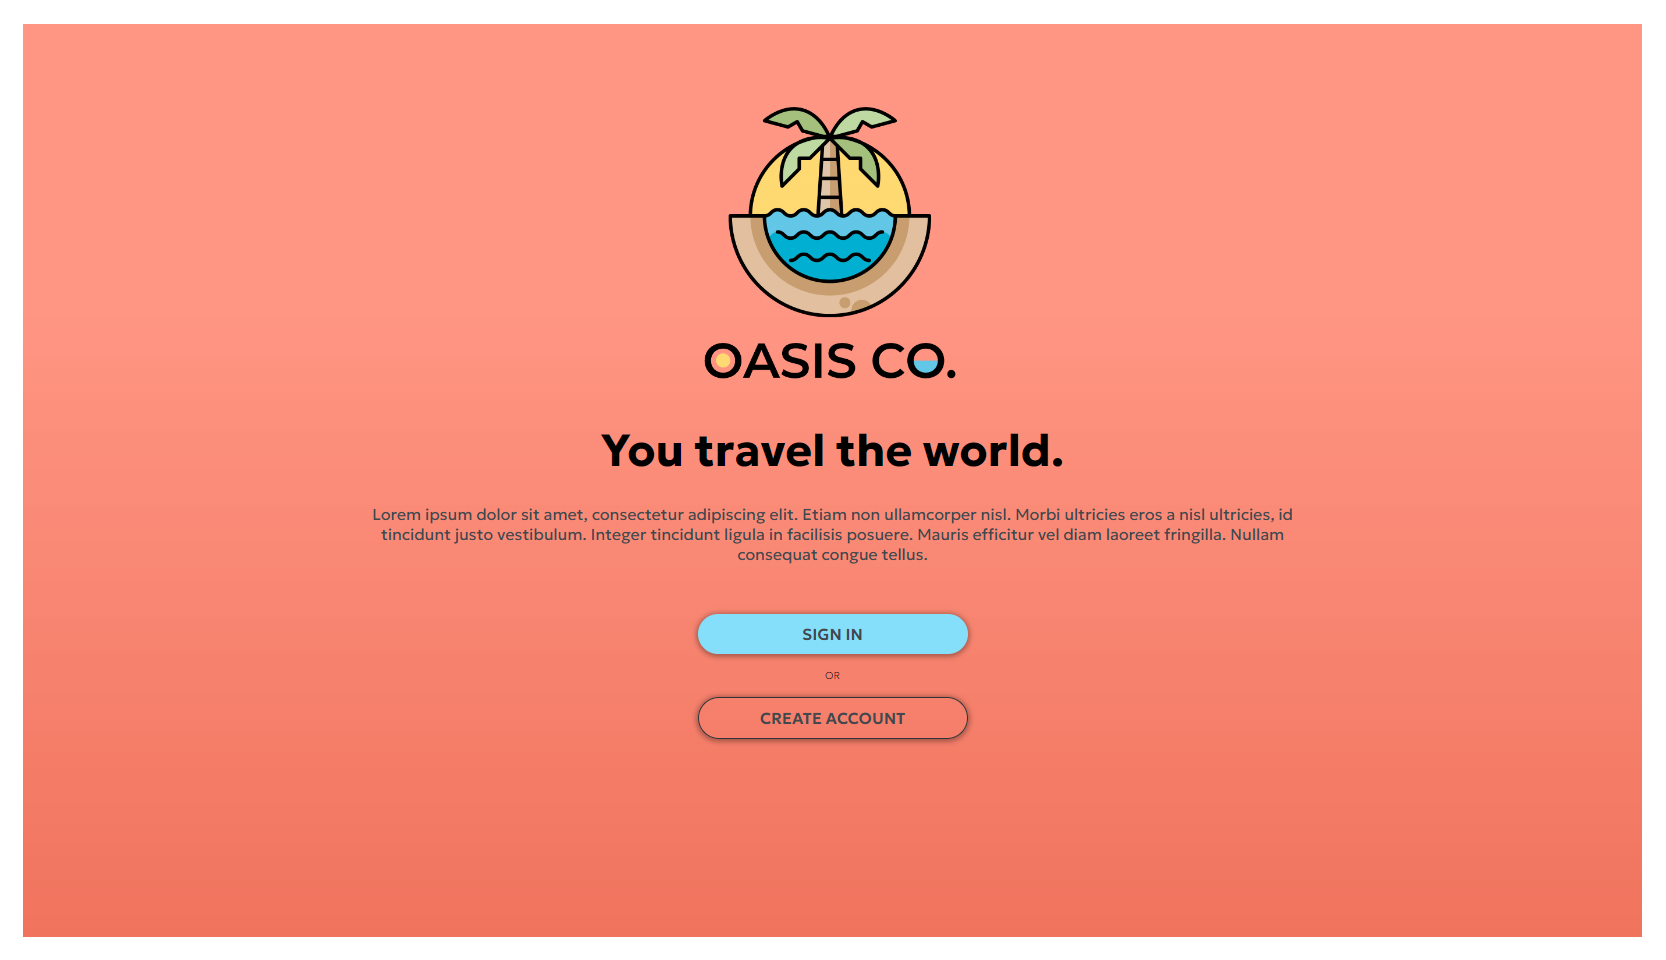 OASIS CO.
You travel the world.
Lorem ipsum dolor sit amet, consectetur adipiscing elit. Etiam non ullamcorper nisl. Morbi ultricies eros a nisl ultricies, id
tincidunt justo vestibulum. Integer tincidunt ligula in facilisis posuere. Mauris efficitur vel diam laoreet fringilla. Nullam
consequat congue tellus.
SIGN IN
OR
CREATE ACCOUNT